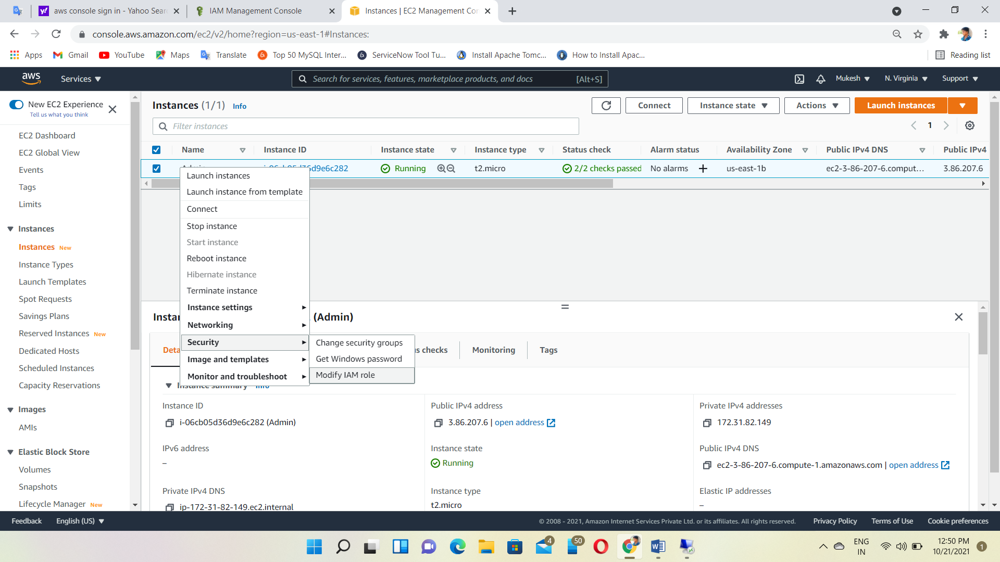 aws console sign in - Yahoo Sear
IAM Management Console
Instances | EC2 Management Con
console.aws.amazon.com/ec2/v2/home?region=us-east-1#Instances:
Apps
Gmail
YouTube
Maps
Translate
Top 50 MySQL Inter...
ServiceNow Tool Tu...
Install Apache Tomc...
How to Install Apac...
Reading list
aws
Services
Search for services, features, marketplace products, and docs
[Alt+S]
Mukesh
N. Virginia
Support
New EC2 Experience
Tell us what you think
EC2 Dashboard
EC2 Global View
Events
Tags
Limits
Instances
Instances New
Instance Types
Launch Templates
Spot Requests
Savings Plans
Reserved Instances New
Dedicated Hosts
Scheduled Instances
Capacity Reservations
Images
AMIs
Elastic Block Store
Volumes
Snapshots
Lifecycle Manager New
Instances (1/1) Info
Connect
Instance state
Actions
Launch instances
Filter instances
1
Name
Instance ID
Instance state
Instance type
Status check
Alarm status
Availability Zone
Public IPv4 DNS
Public IPv4
Admin
i-06cb05d36d9e6c282
Running
t2.micro
2/2 checks passed
No alarms
us-east-1b
ec2-3-86-207-6.comput...
3.86.207.6
Launch instances
Launch instance from template
Connect
Stop instance
Start instance
Reboot instance
Hibernate instance
Terminate instance
Instance settings
Networking
Security
Image and templates
Monitor and troubleshoot
Change security groups
Get Windows password
Modify IAM role
Instan
(Admin)
Deta
s checks
Monitoring
Tags
Instance summary Info
Instance ID
i-06cb05d36d9e6c282 (Admin)
Public IPv4 address
3.86.207.6 | open address
Private IPv4 addresses
172.31.82.149
IPv6 address
–
Instance state
Running
Public IPv4 DNS
ec2-3-86-207-6.compute-1.amazonaws.com | open address
Private IPv4 DNS
ip-172-31-82-149.ec2.internal
Instance type
t2.micro
Elastic IP addresses
–
Feedback
English (US)
© 2008 - 2021, Amazon Internet Services Private Ltd. or its affiliates. All rights reserved.
Privacy Policy
Terms of Use
Cookie preferences
4
50
ENG
IN
12:50 PM
10/21/2021
1